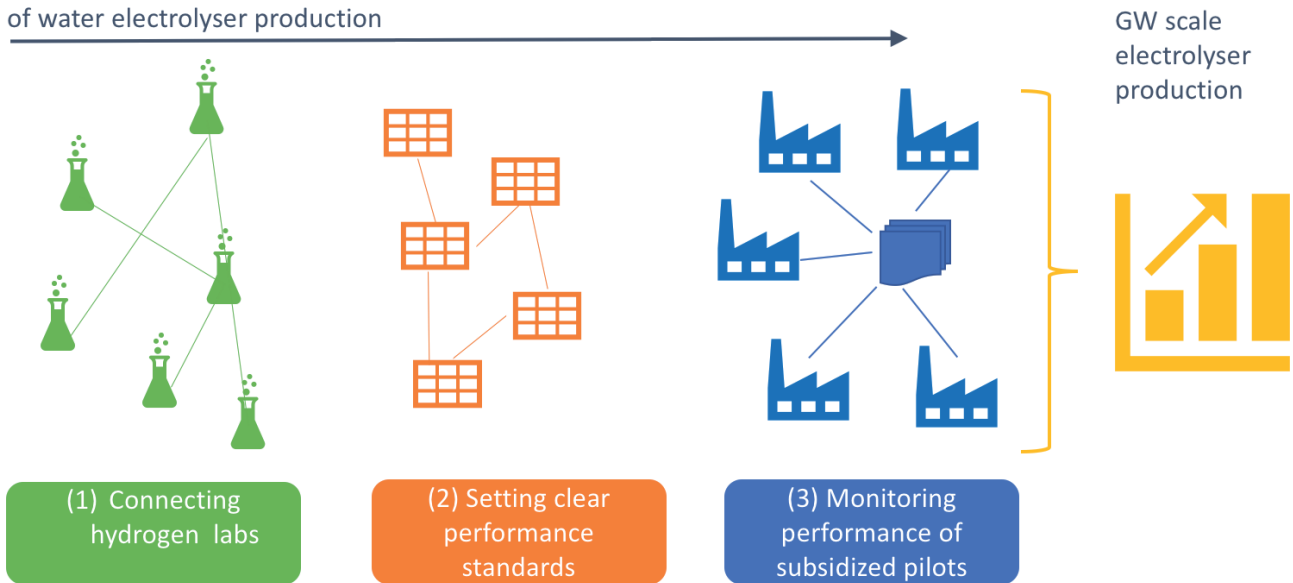 of water electrolyser production
GW scale
electrolyser
production
(1) Connecting
hydrogen labs
(2) Setting clear
performance
standards
(3) Monitoring
performance of
subsidized pilots